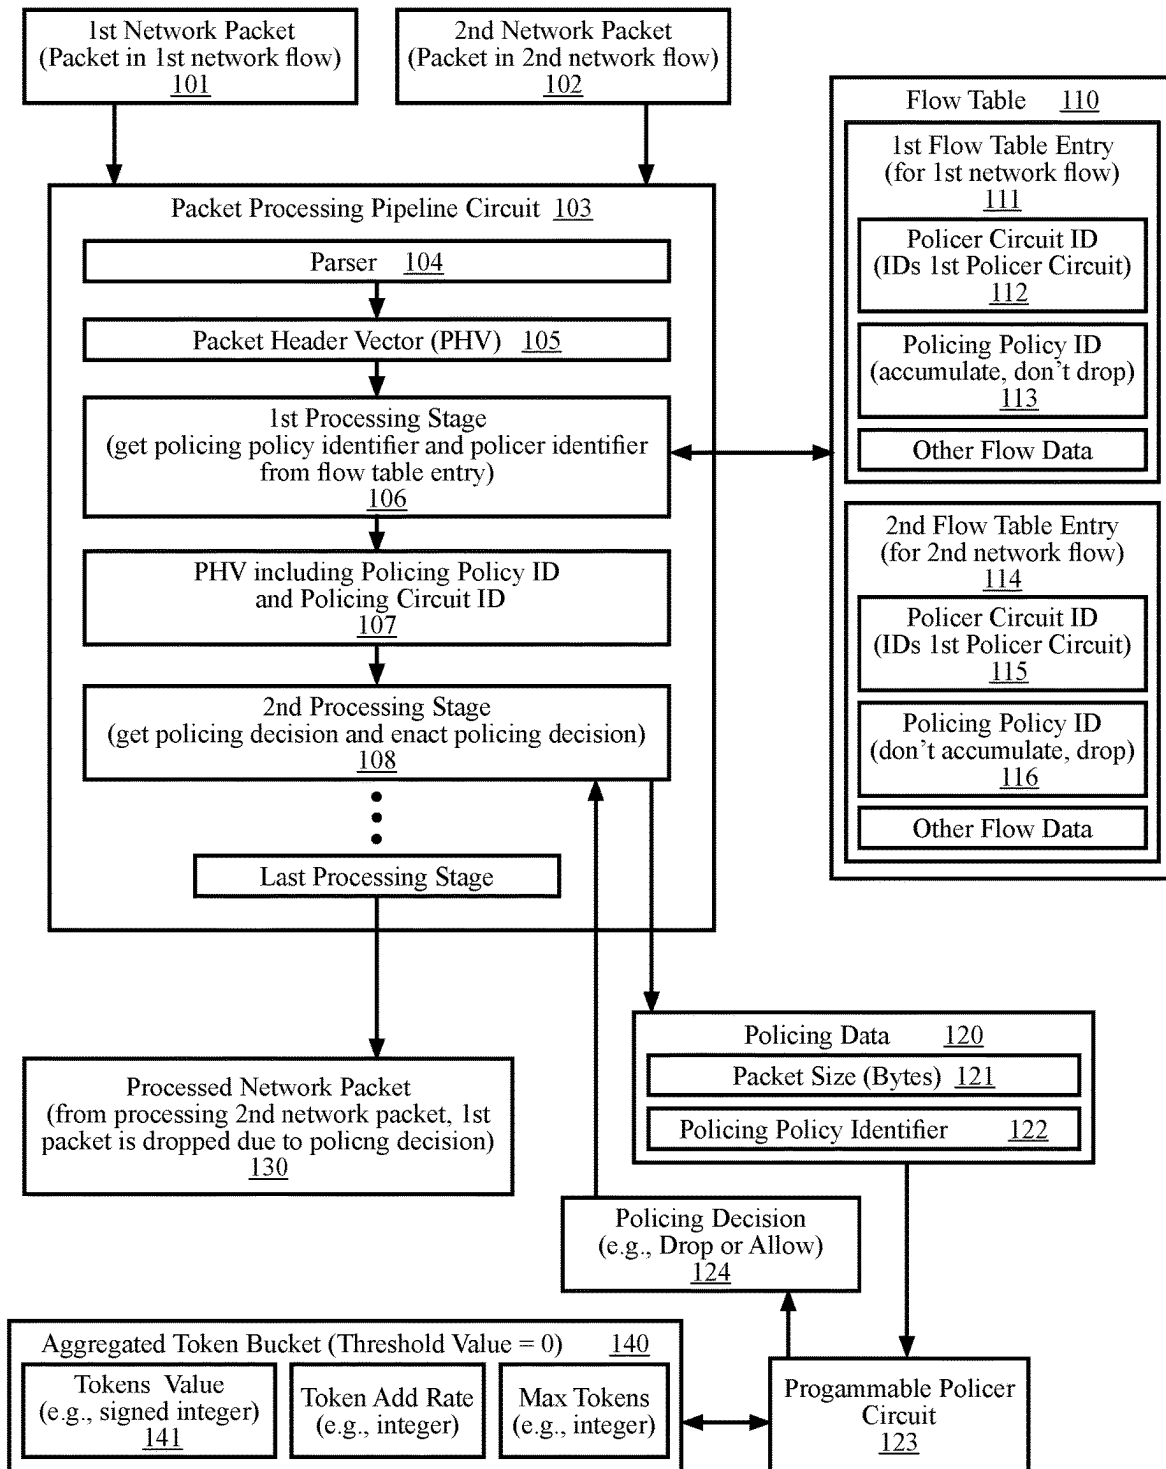 1st Network Packet
(Packet in 1st network flow)
101
2nd Network Packet
(Packet in 2nd network flow)
102
Packet Processing Pipeline Circuit 103
Parser 104
Packet Header Vector (PHV) 105
1st Processing Stage
(get policing policy identifier and policer identifier
from flow table entry)
106
PHV including Policing Policy ID
and Policing Circuit ID
107
2nd Processing Stage
(get policing decision and enact policing decision)
108
Last Processing Stage
Flow Table 110
1st Flow Table Entry
(for 1st network flow)
111
Policer Circuit ID
(IDs 1st Policer Circuit)
112
Policing Policy ID
(accumulate, don't drop)
113
Other Flow Data
2nd Flow Table Entry
(for 2nd network flow)
114
Policer Circuit ID
(IDs 1st Policer Circuit)
115
Policing Policy ID
(don't accumulate, drop)
116
Other Flow Data
Processed Network Packet
(from processing 2nd network packet, 1st
packet is dropped due to policng decision)
130
Policing Data 120
Packet Size (Bytes) 121
Policing Policy Identifier 122
Policing Decision
(e.g., Drop or Allow)
124
Aggregated Token Bucket (Threshold Value = 0) 140
Tokens Value
(e.g., signed integer)
141
Token Add Rate
(e.g., integer)
Max Tokens
(e.g., integer)
Progammable Policer
Circuit
123